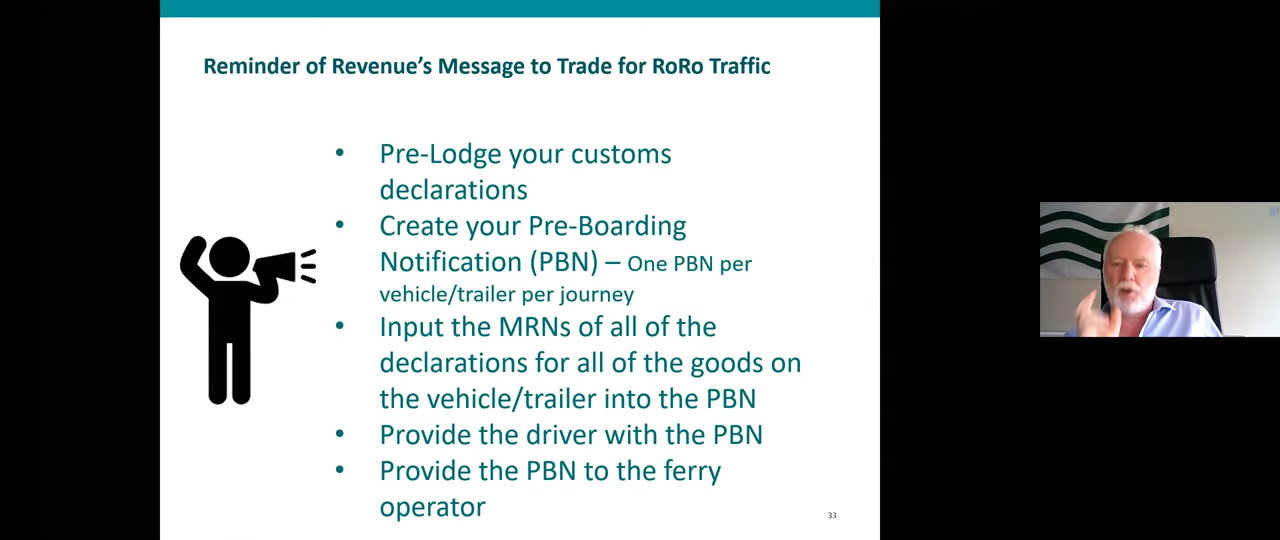 Reminder of Revenue’s Message to Trade for RoRo Traffic
• Pre-Lodge your customs
declarations
• Create your Pre-Boarding
Notification (PBN) – One PBN per
vehicle/trailer per journey
• Input the MRNs of all of the
declarations for all of the goods on
the vehicle/trailer into the PBN
• Provide the driver with the PBN
• Provide the PBN to the ferry
operator
33